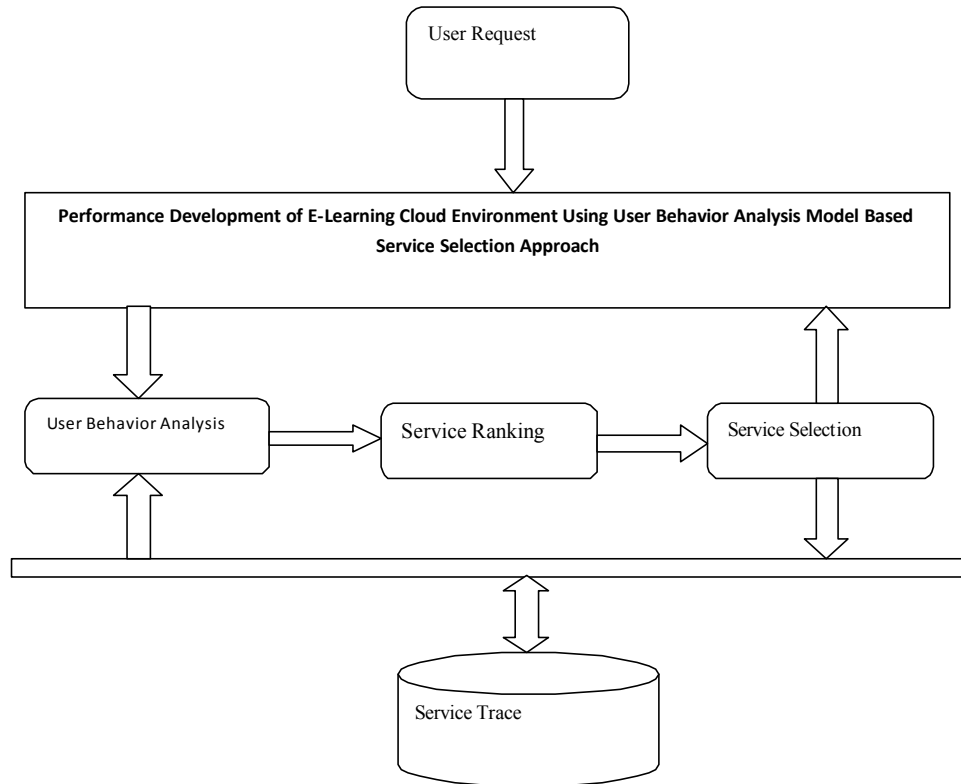 User Request
Performance Development of E-Learning Cloud Environment Using User Behavior Analysis Model Based
Service Selection Approach
User Behavior Analysis
Service Ranking
Service Selection
Service Trace